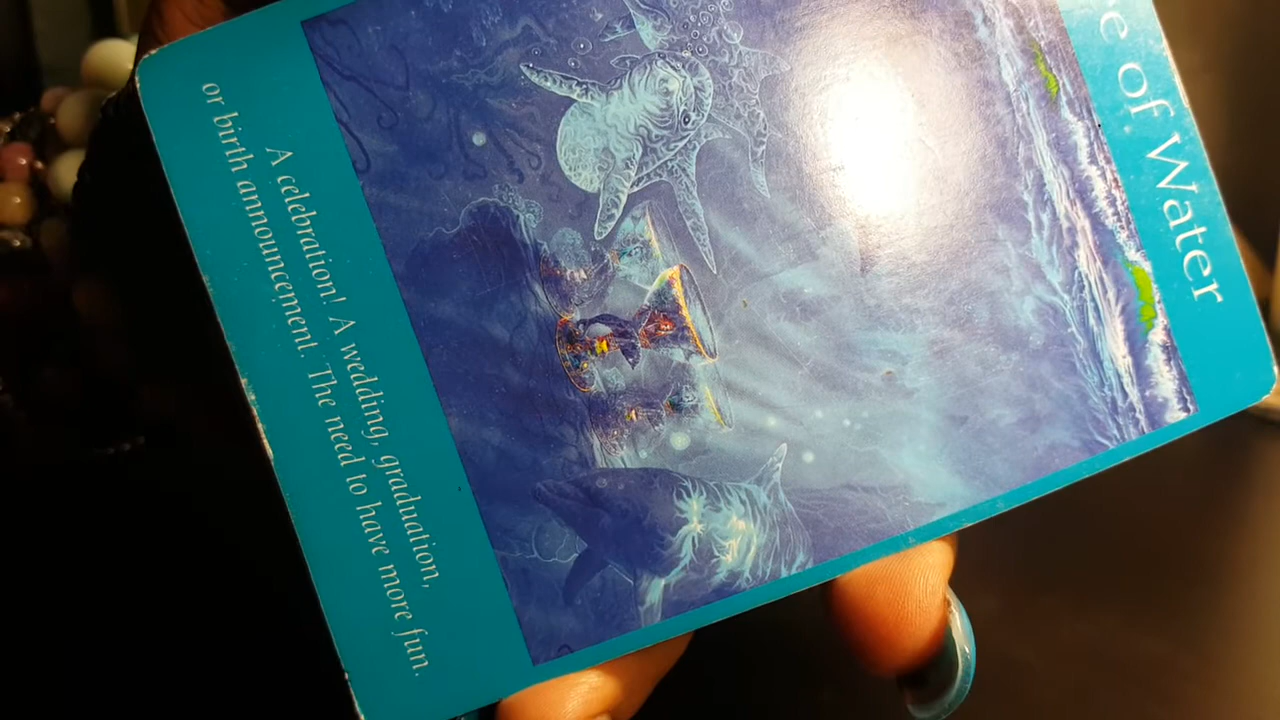 e of Water
A celebration! A wedding, graduation,
or birth announcement. The need to have more fun.